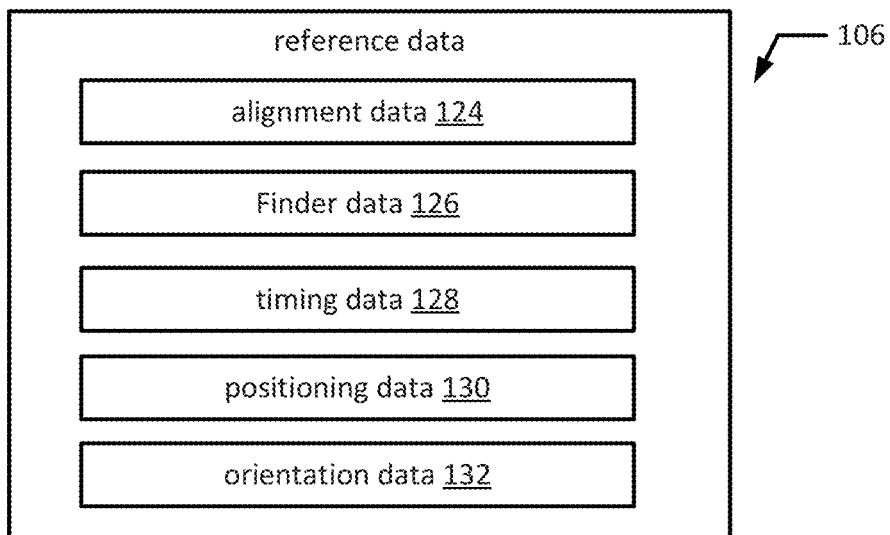 reference data
106
alignment data 124
Finder data 126
timing data 128
positioning data 130
orientation data 132